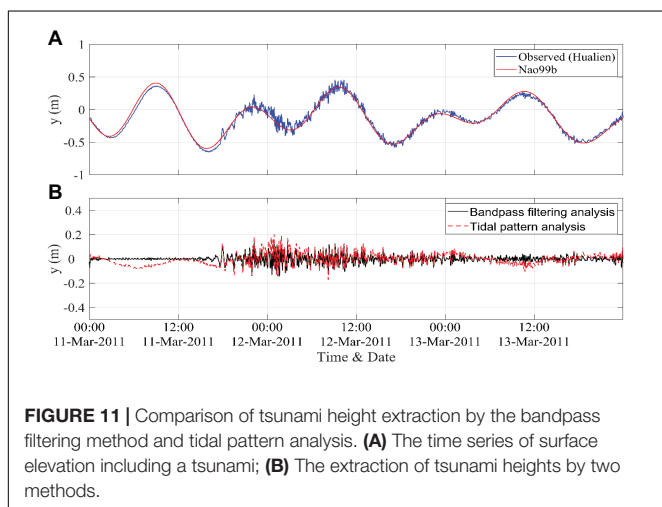 A
Observed (Hualien)
Nao99b
1
0.5
0
-0.5
-1
y (m)
B
Bandpass filtering analysis
Tidal pattern analysis
0.4
0.2
0
-0.2
-0.4
y (m)
00:00 12:00 00:00 12:00 00:00 12:00
11-Mar-2011 11-Mar-2011 12-Mar-2011 12-Mar-2011 13-Mar-2011 13-Mar-2011
Time & Date
FIGURE 11 | Comparison of tsunami height extraction by the bandpass
filtering method and tidal pattern analysis. (A) The time series of surface
elevation including a tsunami; (B) The extraction of tsunami heights by two
methods.